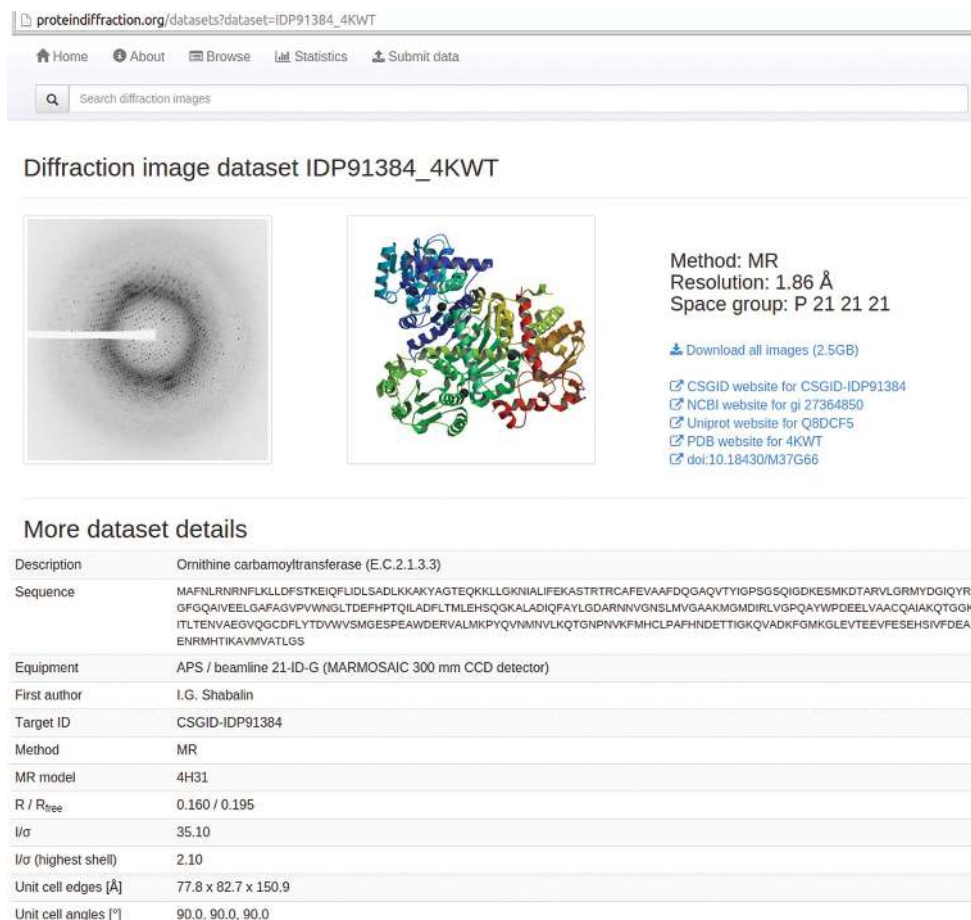 proteindiffraction.org/datasets?dataset=IDP91384_4KWT
Home About Browse Statistics Submit data
Search diffraction images
Diffraction image dataset IDP91384_4KWT
Method: MR
Resolution: 1.86 Å
Space group: P 21 21 21
Download all images (2.5GB)
CSGID website for CSGID-IDP91384
NCBI website for gi 27364850
Uniprot website for Q8DCF5
PDB website for 4KWT
doi:10.18430/M37G66
More dataset details
Description Ornithine carbamoyltransferase (E.C.2.1.3.3)
Sequence MAFNLRNRNFLKLLDFSTKEIQFLIDLSADLKKAKYAGTEQKKLLGKNIALIFEKASTRTRCAFEVAAFDQGAQVTYIGPSGSQIGDKESMKDTARVLGRMYDGIQYR
GFGQAIVEELGAFAGVPVWNGLTDEFHPTQILADFLTMLEHSQGKALADIQFAYLGDARNNVGNSLMVGAAKMGMDIRLVGPQAYWPDEELVAACQAIAKQTGGK
ITLTENVAEGVQGCDFLYTDVWVSMGESPEAWDERVALMKPYQVNMNVLKQTGNPNVKFMHCLPAFHNDETTIGKQVADKFGMKGLEVTEEVFESEHSIVFDEA
ENRMHTIKAVMVATLGS
Equipment APS / beamline 21-ID-G (MARMOSAIC 300 mm CCD detector)
First author I.G. Shabalin
Target ID CSGID-IDP91384
Method MR
MR model 4H31
R / Rfree 0.160 / 0.195
I/σ 35.10
I/σ (highest shell) 2.10
Unit cell edges [Å] 77.8 x 82.7 x 150.9
Unit cell angles [°] 90.0, 90.0, 90.0